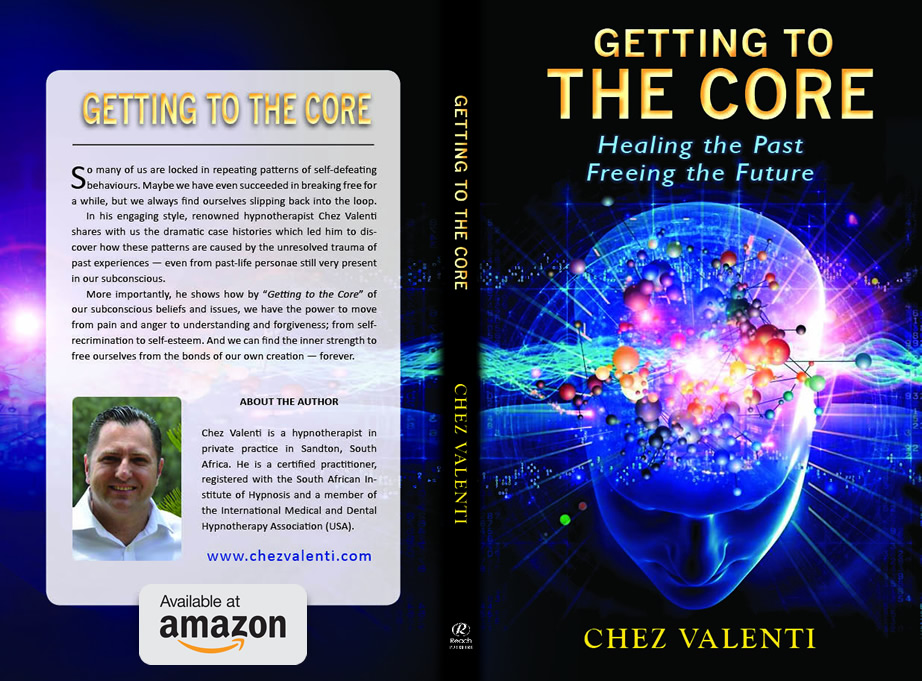 GETTING TO THE CORE
So many of us are locked in repeating patterns of self-defeating
behaviours. Maybe we have even succeeded in breaking free for
a while, but we always find ourselves slipping back into the loop.
In his engaging style, renowned hypnotherapist Chez Valenti
shares with us the dramatic case histories which led him to dis-
cover how these patterns are caused by the unresolved trauma of
past experiences — even from past-life personae still very present
in our subconscious.
More importantly, he shows how by “Getting to the Core” of
our subconscious beliefs and issues, we have the power to move
from pain and anger to understanding and forgiveness; from self-
recrimination to self-esteem. And we can find the inner strength to
free ourselves from the bonds of our own creation — forever.
ABOUT THE AUTHOR
Chez Valenti is a hypnotherapist in
private practice in Sandton, South
Africa. He is a certified practitioner,
registered with the South African In-
stitute of Hypnosis and a member of
the International Medical and Dental
Hypnotherapy Association (USA).
www.chezvalenti.com
Available at
amazon
GETTING TO THE CORE
CHEZ VALENTI
R
Reach
GETTING TO
THE CORE
Healing the Past
Freeing the Future
CHEZ VALENTI